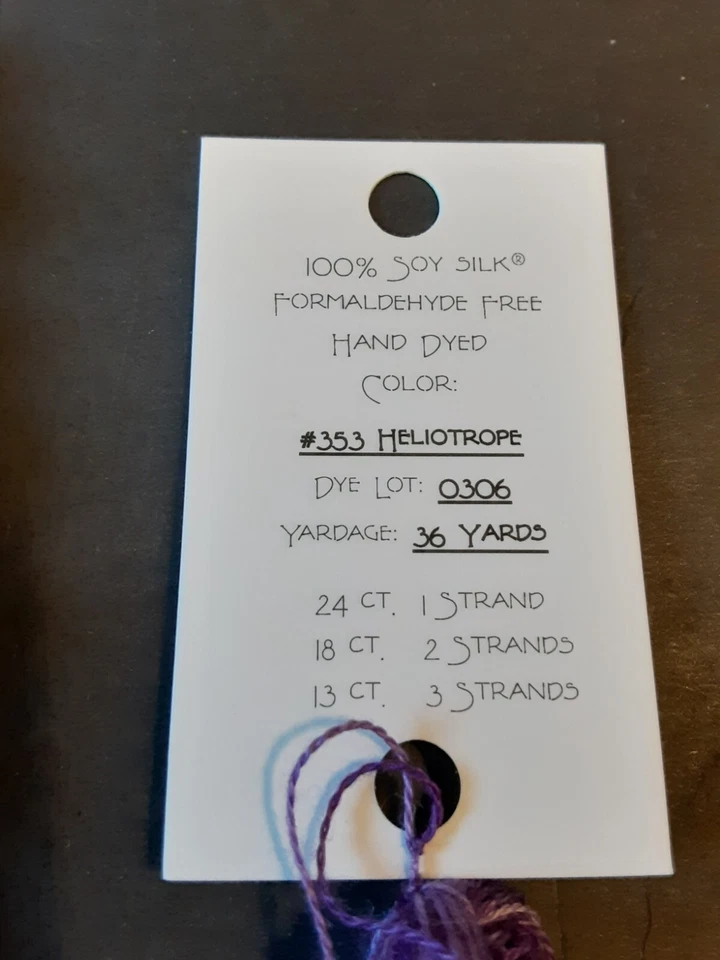 100% Soy Silk®
Formaldehyde Free
Hand Dyed
Color:
#353 Heliotrope
Dye Lot: 0306
Yardage: 36 Yards
24 ct. 1 Strand
18 ct. 2 Strands
13 ct. 3 Strands